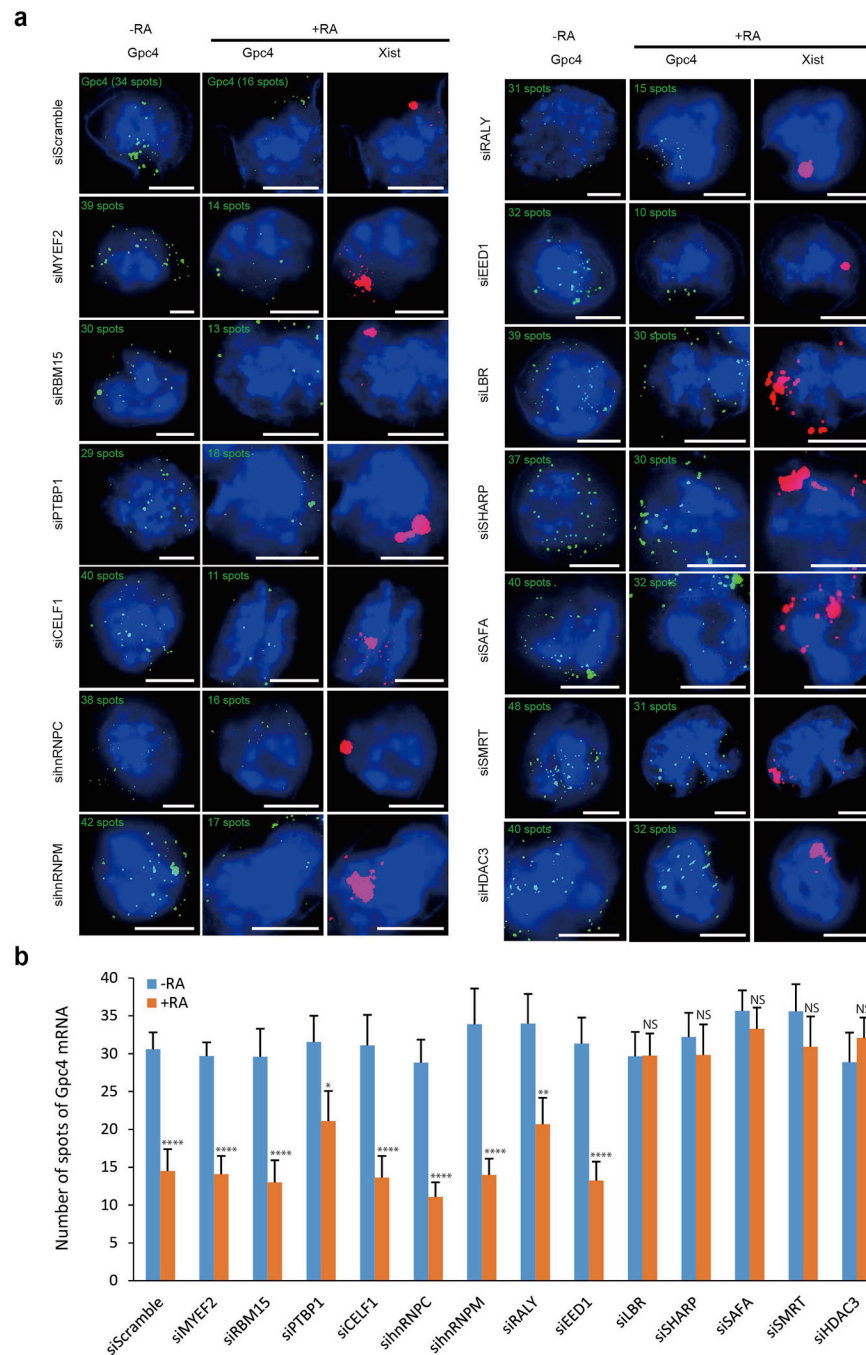 a
-RA
+RA
Gpc4
Gpc4
Xist
siScramble
Gpc4 (34 spots)
Gpc4 (16 spots)
siMYEF2
39 spots
14 spots
siRBM15
30 spots
13 spots
siPTBP1
29 spots
18 spots
siCELF1
40 spots
11 spots
sihnRNPC
38 spots
16 spots
sihnRNPM
42 spots
17 spots
-RA
+RA
Gpc4
Gpc4
Xist
siRALY
31 spots
15 spots
siEED1
32 spots
10 spots
siLBR
39 spots
30 spots
siSHARP
37 spots
30 spots
siSAFA
40 spots
32 spots
siSMRT
48 spots
31 spots
siHDAC3
40 spots
32 spots
b
Number of spots of Gpc4 mRNA
40
35
30
25
20
15
10
5
0
-RA
+RA
**** **** **** * **** **** **** ** **** NS NS NS NS NS
siScramble siMYEF2 siRBM15 siPTBP1 siCELF1 sihnRNPC sihnRNPM siRALY siEED1 siLBR siSHARP siSAFA siSMRT siHDAC3